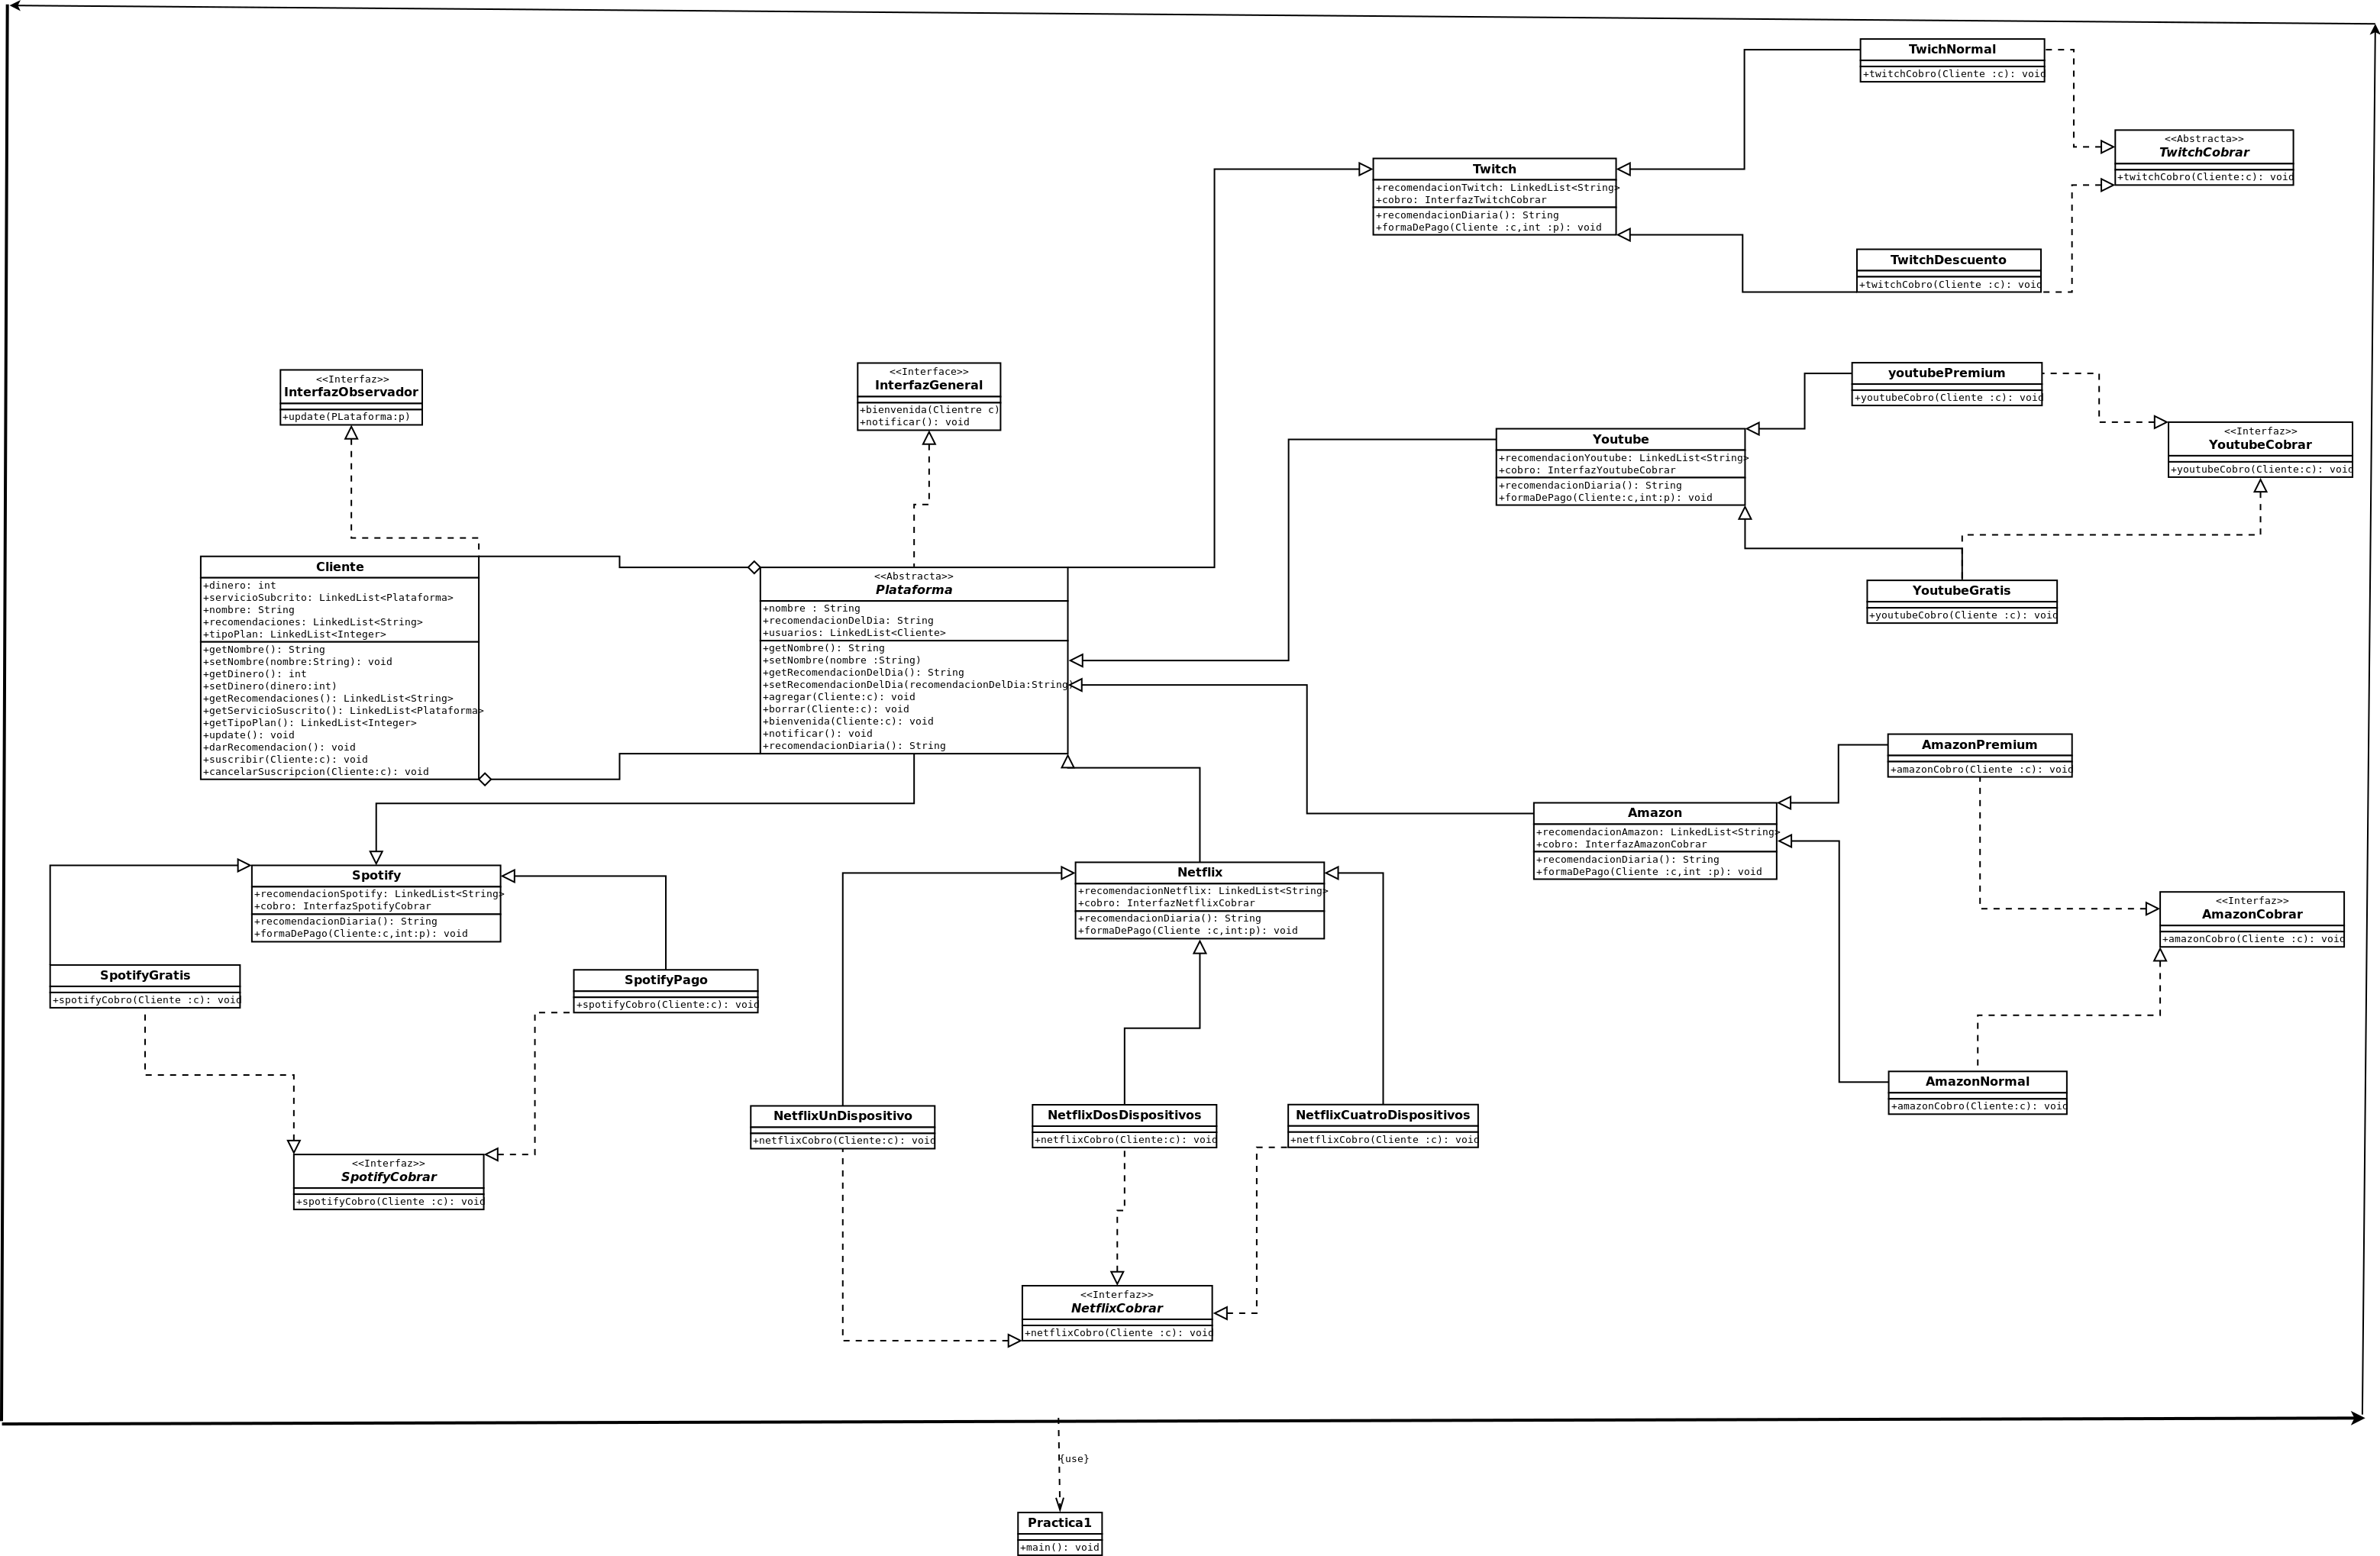 TwichNormal
+twitchCobro(Cliente :c): void
<<Abstracta>>
TwitchCobrar
+twitchCobro(Cliente:c): void
Twitch
+recomendacionTwitch: LinkedList<String>
+cobro: InterfazTwitchCobrar
+recomendacionDiaria(): String
+formaDePago(Cliente :c,int :p): void
TwitchDescuento
+twitchCobro(Cliente :c): void
<<Interfaz>>
InterfazObservador
+update(PLataforma:p)
<<Interface>>
InterfazGeneral
+bienvenida(Clientre c)
+notificar(): void
youtubePremium
+youtubeCobro(Cliente :c): void
Youtube
+recomendacionYoutube: LinkedList<String>
+cobro: InterfazYoutubeCobrar
+recomendacionDiaria(): String
+formaDePago(Cliente:c,int:p): void
<<Interfaz>>
YoutubeCobrar
+youtubeCobro(Cliente:c): void
YoutubeGratis
+youtubeCobro(Cliente :c): void
Cliente
+dinero: int
+servicioSubcrito: LinkedList<Plataforma>
+nombre: String
+recomendaciones: LinkedList<String>
+tipoPlan: LinkedList<Integer>
+getNombre(): String
+setNombre(nombre:String): void
+getDinero(): int
+setDinero(dinero:int)
+getRecomendaciones(): LinkedList<String>
+getServicioSuscrito(): LinkedList<Plataforma>
+getTipoPlan(): LinkedList<Integer>
+update(): void
+darRecomendacion(): void
+suscribir(Cliente:c): void
+cancelarSuscripcion(Cliente:c): void
<<Abstracta>>
Plataforma
+nombre : String
+recomendacionDelDia: String
+usuarios: LinkedList<Cliente>
+getNombre(): String
+setNombre(nombre :String)
+getRecomendacionDelDia(): String
+setRecomendacionDelDia(recomendacionDelDia:String)
+agregar(Cliente:c): void
+borrar(Cliente:c): void
+bienvenida(Cliente:c): void
+notificar(): void
+recomendacionDiaria(): String
AmazonPremium
+amazonCobro(Cliente :c): void
Amazon
+recomendacionAmazon: LinkedList<String>
+cobro: InterfazAmazonCobrar
+recomendacionDiaria(): String
+formaDePago(Cliente :c,int :p): void
<<Interfaz>>
AmazonCobrar
+amazonCobro(Cliente :c): void
AmazonNormal
+amazonCobro(Cliente:c): void
Spotify
+recomendacionSpotify: LinkedList<String>
+cobro: InterfazSpotifyCobrar
+recomendacionDiaria(): String
+formaDePago(Cliente:c,int:p): void
Netflix
+recomendacionNetflix: LinkedList<String>
+cobro: InterfazNetflixCobrar
+recomendacionDiaria(): String
+formaDePago(Cliente :c,int:p): void
SpotifyGratis
+spotifyCobro(Cliente :c): void
SpotifyPago
+spotifyCobro(Cliente:c): void
<<Interfaz>>
SpotifyCobrar
+spotifyCobro(Cliente :c): void
NetflixUnDispositivo
+netflixCobro(Cliente:c): void
NetflixDosDispositivos
+netflixCobro(Cliente:c): void
NetflixCuatroDispositivos
+netflixCobro(Cliente :c): void
<<Interfaz>>
NetflixCobrar
+netflixCobro(Cliente :c): void
{use}
Practica1
+main(): void